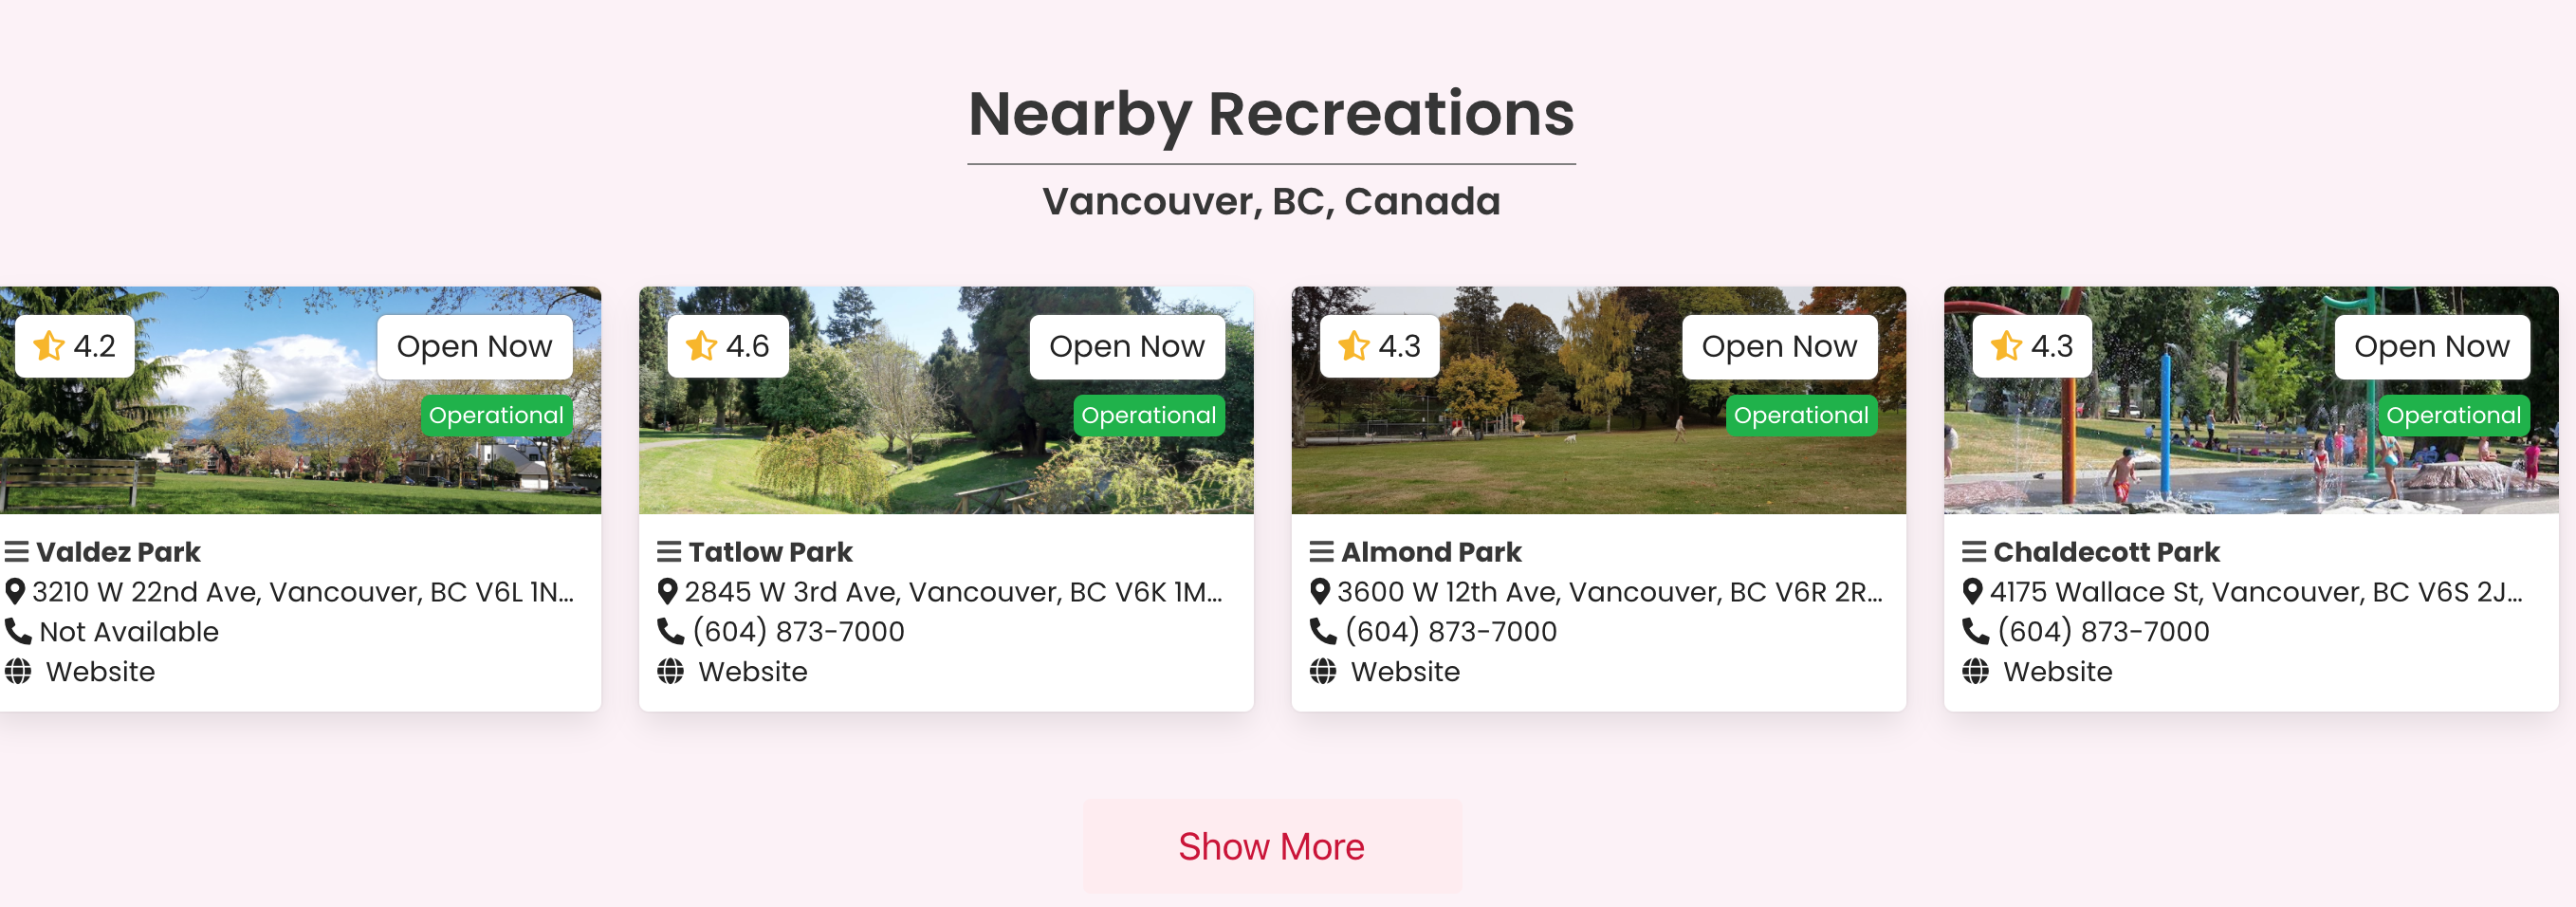 Nearby Recreations
Vancouver, BC, Canada
4.2
Open Now
Operational
Valdez Park
3210 W 22nd Ave, Vancouver, BC V6L 1N...
Not Available
Website
4.6
Open Now
Operational
Tatlow Park
2845 W 3rd Ave, Vancouver, BC V6K 1M...
(604) 873-7000
Website
4.3
Open Now
Operational
Almond Park
3600 W 12th Ave, Vancouver, BC V6R 2R...
(604) 873-7000
Website
4.3
Open Now
Operational
Chaldecott Park
4175 Wallace St, Vancouver, BC V6S 2J...
(604) 873-7000
Website
Show More